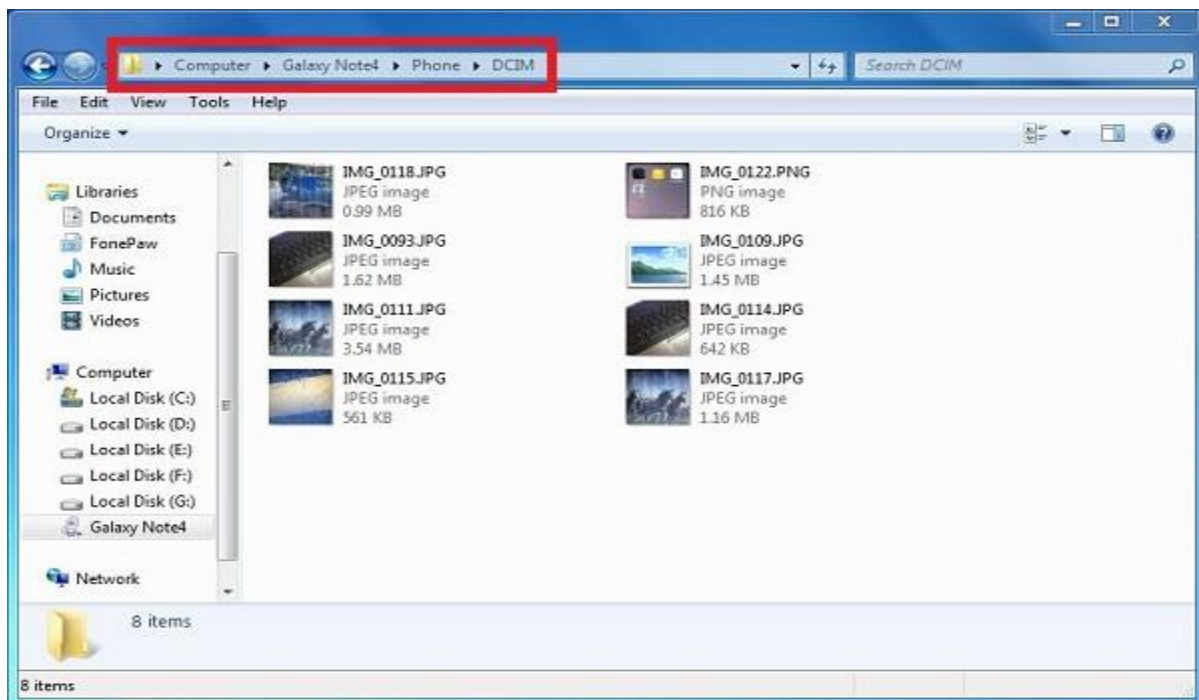 Computer ▸ Galaxy Note4 ▸ Phone ▸ DCIM
Search DCIM
File Edit View Tools Help
Organize
Libraries
Documents
FonePaw
Music
Pictures
Videos
Computer
Local Disk (C:)
Local Disk (D:)
Local Disk (E:)
Local Disk (F:)
Local Disk (G:)
Galaxy Note4
Network
IMG_0118.JPG
JPEG image
0.99 MB
IMG_0122.PNG
PNG image
816 KB
IMG_0093.JPG
JPEG image
1.62 MB
IMG_0109.JPG
JPEG image
1.45 MB
IMG_0111.JPG
JPEG image
3.54 MB
IMG_0114.JPG
JPEG image
642 KB
IMG_0115.JPG
JPEG image
561 KB
IMG_0117.JPG
JPEG image
1.16 MB
8 items
8 items